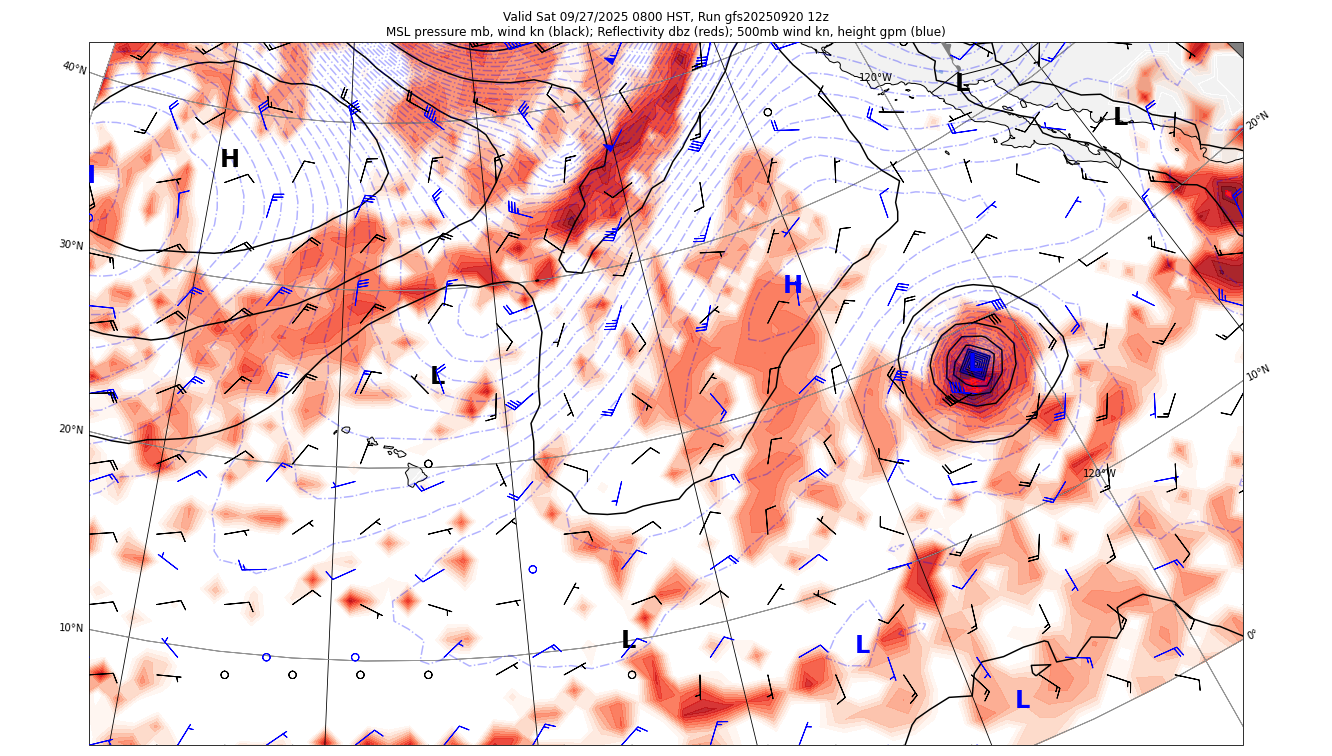 Valid Sat 09/27/2025 0800 HST, Run gfs20250920 12z
MSL pressure mb, wind kn (black); Reflectivity dbz (reds); 500mb wind kn, height gpm (blue)
40°N
120°W
L
L
20°N
H
30°N
H
L
10°N
20°N
120°W
10°N
L
L
0°
L